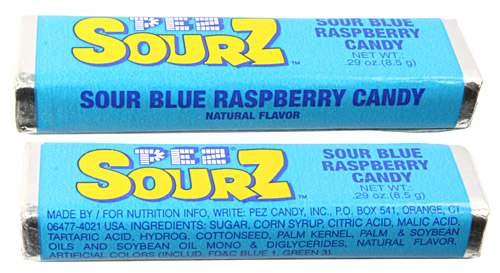 PEZ®
SOURZ™
SOUR BLUE
RASPBERRY
CANDY
NET WT.:
.29 oz.(8.5 g)
SOUR BLUE RASPBERRY CANDY
NATURAL FLAVOR
PEZ®
SOURZ™
SOUR BLUE
RASPBERRY
CANDY
NET WT.:
.29 oz.(8.5 g)
MADE BY / FOR NUTRITION INFO, WRITE: PEZ CANDY, INC., P.O. BOX 541, ORANGE, CT
06477-4021 USA. INGREDIENTS: SUGAR, CORN SYRUP, CITRIC ACID, MALIC ACID,
TARTARIC ACID, HYDROG. COTTONSEED, PALM KERNEL, PALM & SOYBEAN
OILS AND SOYBEAN OIL MONO & DIGLYCERIDES, NATURAL FLAVOR,
ARTIFICIAL COLORS (INCLUD. FD&C BLUE 1, GREEN 3).